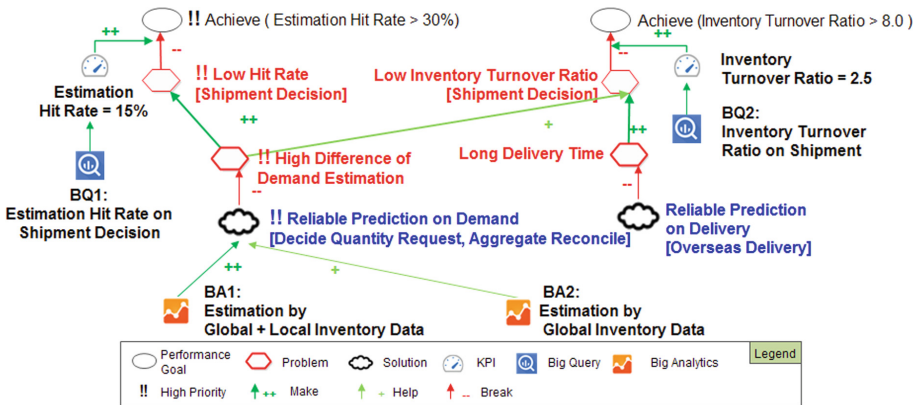 !! Achieve ( Estimation Hit Rate > 30%)
Achieve (Inventory Turnover Ratio > 8.0 )
++
--
++
--
!! Low Hit Rate
[Shipment Decision]
Low Inventory Turnover Ratio
[Shipment Decision]
Inventory
Turnover Ratio = 2.5
Estimation
Hit Rate = 15%
++
+
++
BQ2:
Inventory Turnover
Ratio on Shipment
!! High Difference of
Demand Estimation
Long Delivery Time
BQ1:
Estimation Hit Rate on
Shipment Decision
--
--
!! Reliable Prediction on Demand
[Decide Quantity Request, Aggregate Reconcile]
Reliable Prediction
on Delivery
[Overseas Delivery]
++
+
BA1:
Estimation by
Global + Local Inventory Data
BA2:
Estimation by
Global Inventory Data
Legend
Performance
Goal
Problem
Solution
KPI
Big Query
Big Analytics
!! High Priority
++ Make
+ Help
-- Break